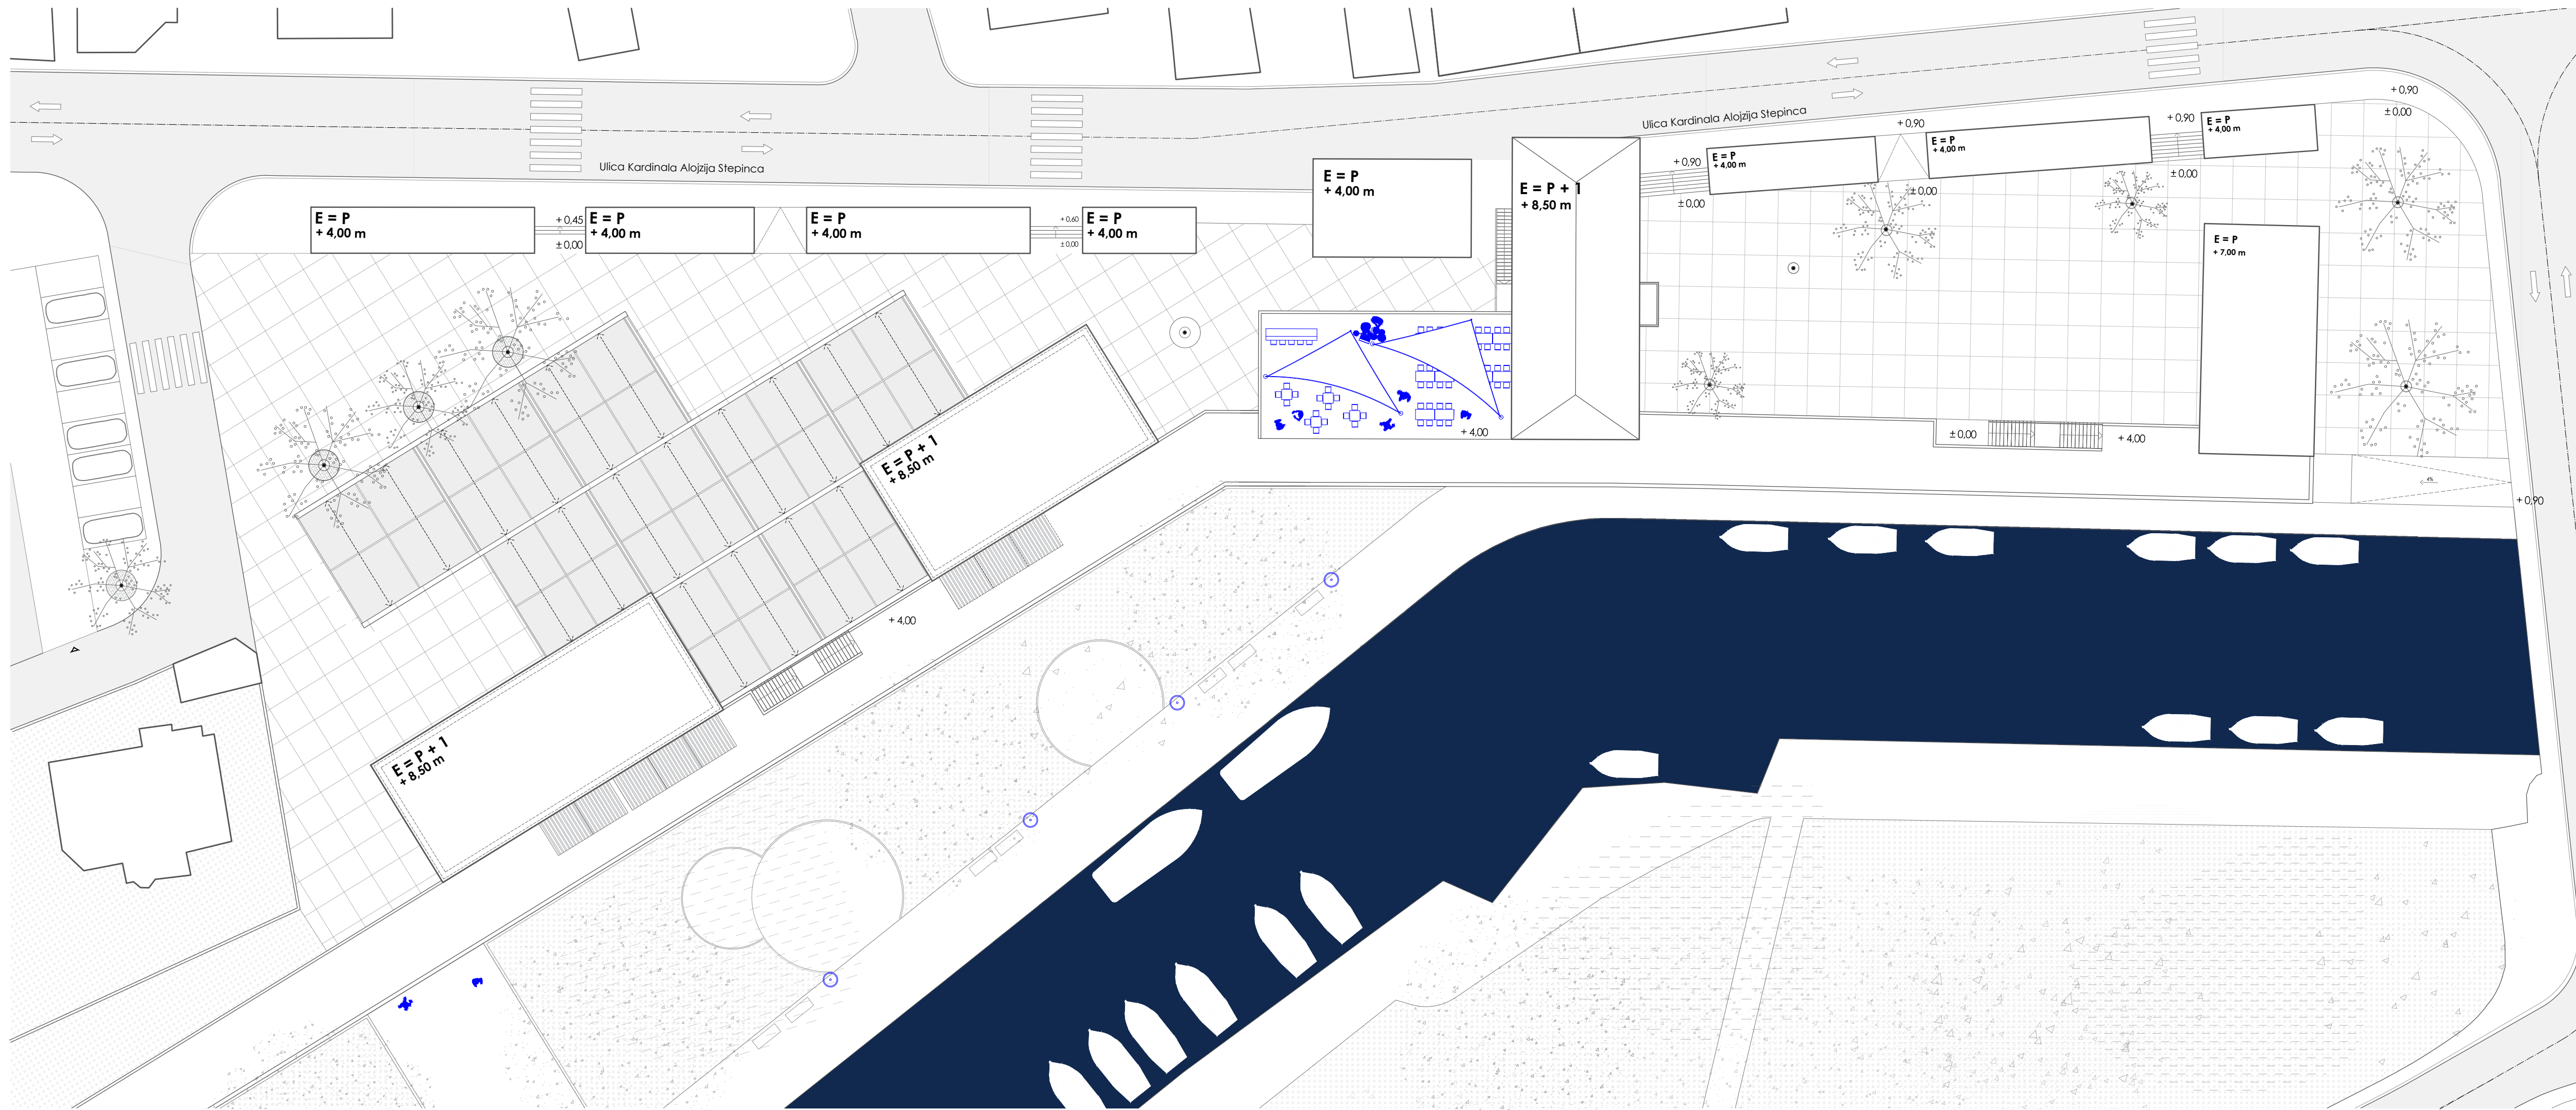 + 0,90
± 0,00
Ulica Kardinala Alojzija Stepinca
+ 0,90
+ 0,90
E = P
+ 4,00 m
E = P
+ 4,00 m
E = P
+ 4,00 m
+ 0,90
± 0,00
± 0,00
± 0,00
Ulica Kardinala Alojzija Stepinca
E = P
+ 4,00 m
E = P + 1
+ 8,50 m
E = P
+ 4,00 m
+ 0,45
± 0,00
E = P
+ 4,00 m
E = P
+ 4,00 m
+ 0,60
± 0,00
E = P
+ 4,00 m
E = P
+ 7,00 m
E = P + 1
+ 8,50 m
+ 4,00
± 0,00
+ 4,00
4%
+ 0,90
+ 4,00
E = P + 1
+ 8,50 m